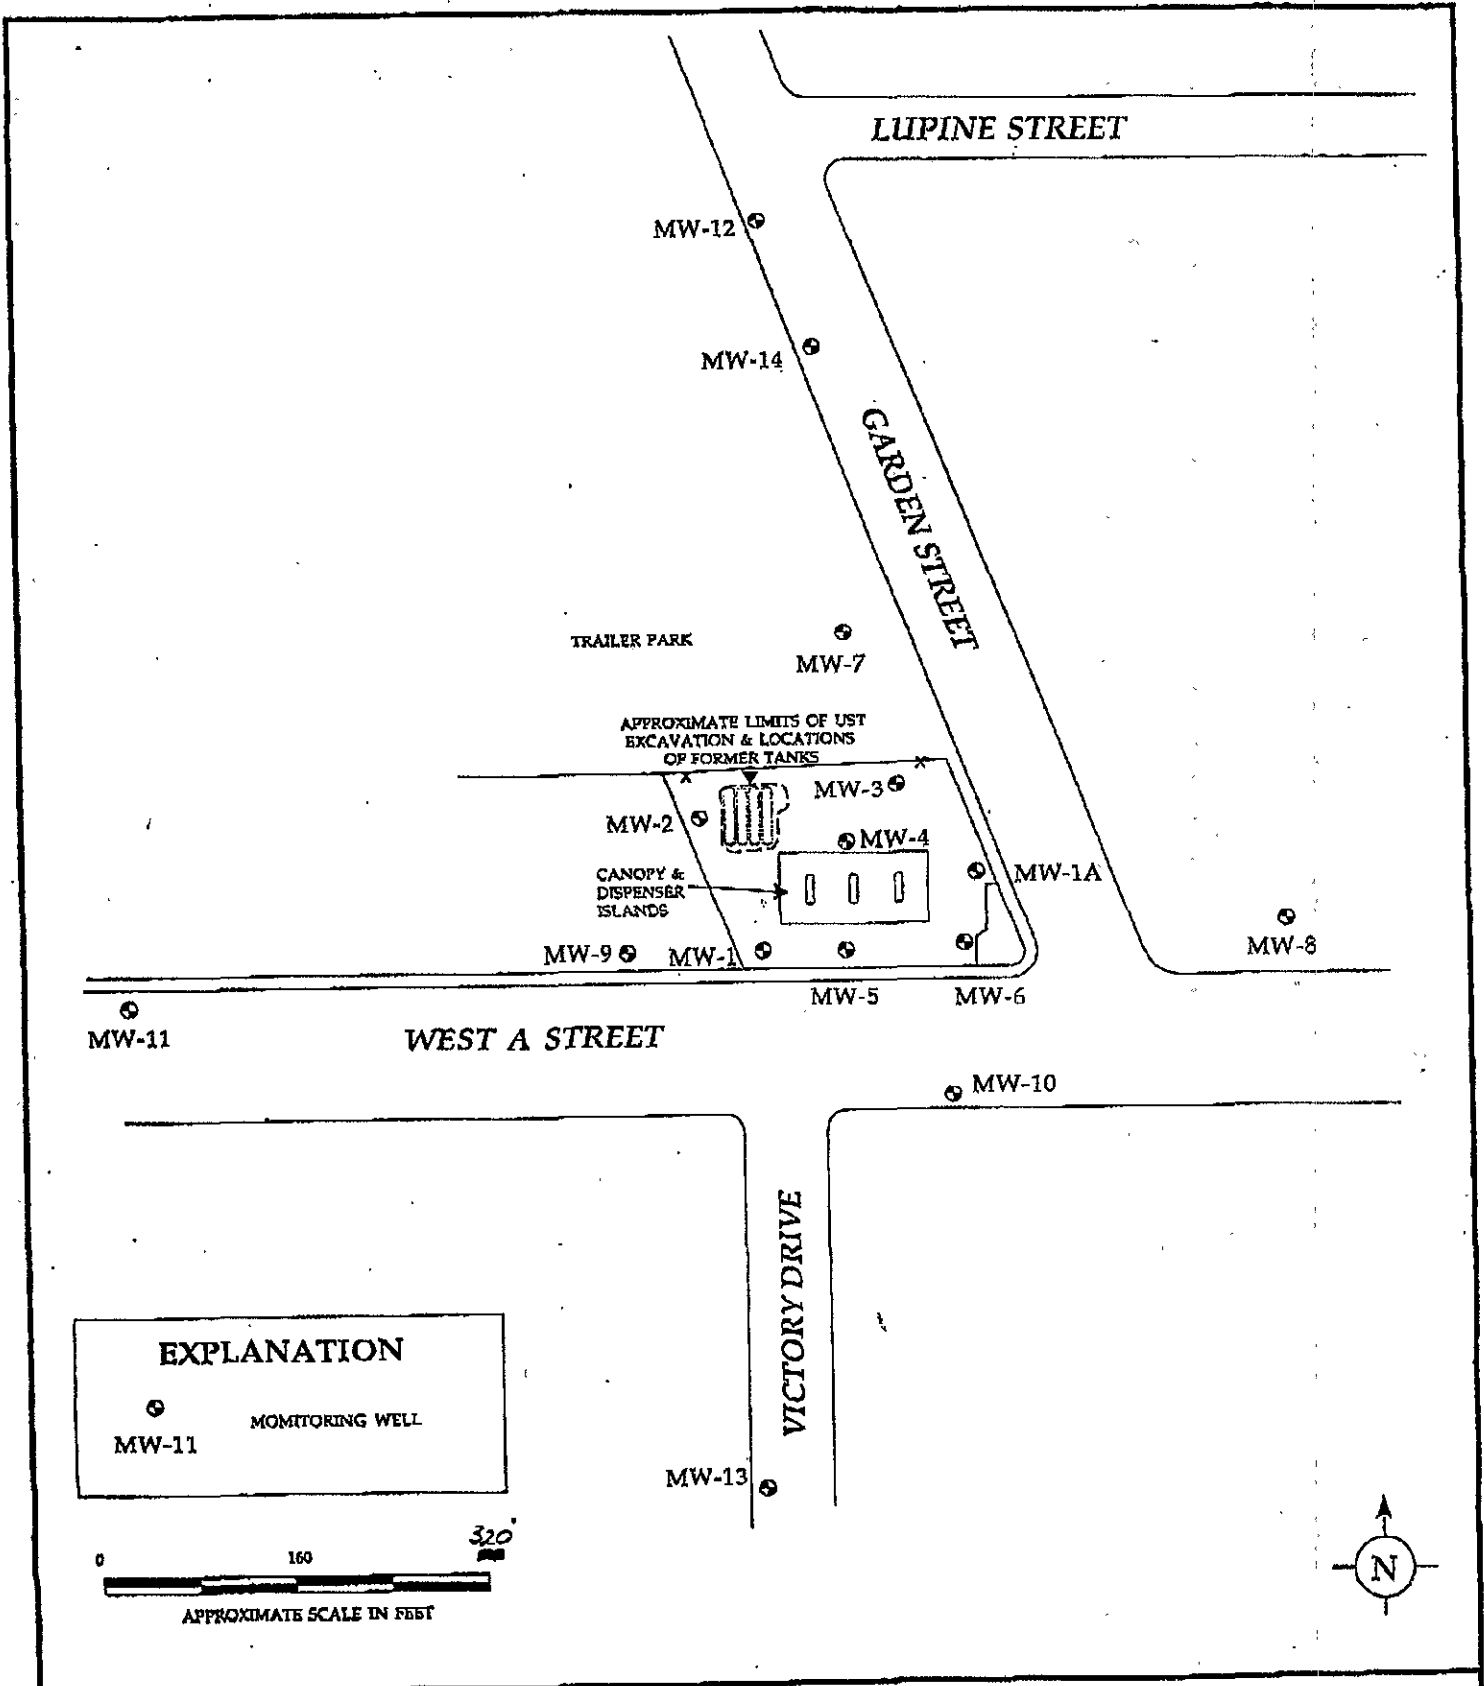 LUPINE STREET
MW-12
MW-14
GARDEN STREET
TRAILER PARK
MW-7
APPROXIMATE LIMITS OF UST
EXCAVATION & LOCATIONS
OF FORMER TANKS
MW-3
MW-2
MW-4
CANOPY &
DISPENSER
ISLANDS
MW-1A
MW-8
MW-9
MW-1
MW-5
MW-6
MW-11
WEST A STREET
MW-10
VICTORY DRIVE
EXPLANATION
MOMITORING WELL
MW-11
MW-13
0 160 320'
APPROXIMATE SCALE IN FEET
N